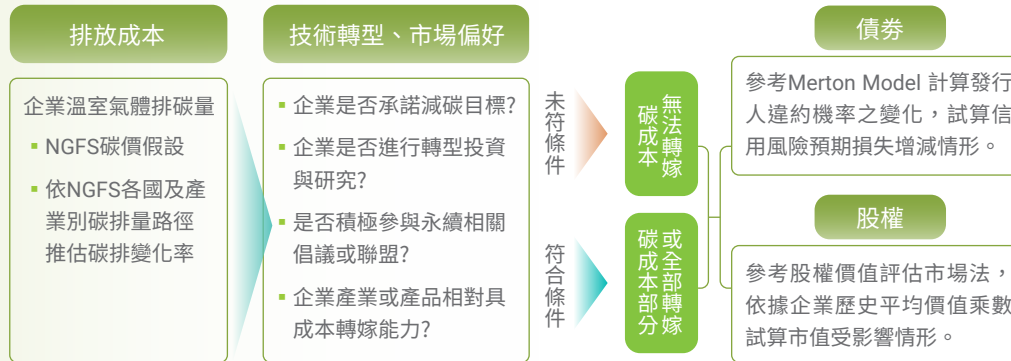 排放成本
企業溫室氣體排碳量
▪ NGFS碳價假設
▪ 依NGFS各國及產
業別碳排量路徑
推估碳排變化率
技術轉型、市場偏好
▪ 企業是否承諾減碳目標?
▪ 企業是否進行轉型投資
與研究?
▪ 是否積極參與永續相關
倡議或聯盟?
▪ 企業產業或產品相對具
成本轉嫁能力?
未符條件
符合條件
無法轉嫁
碳成本
或全部轉嫁
碳成本部分
債券
參考Merton Model 計算發行
人違約機率之變化，試算信
用風險預期損失增減情形。
股權
參考股權價值評估市場法，
依據企業歷史平均價值乘數
試算市值受影響情形。